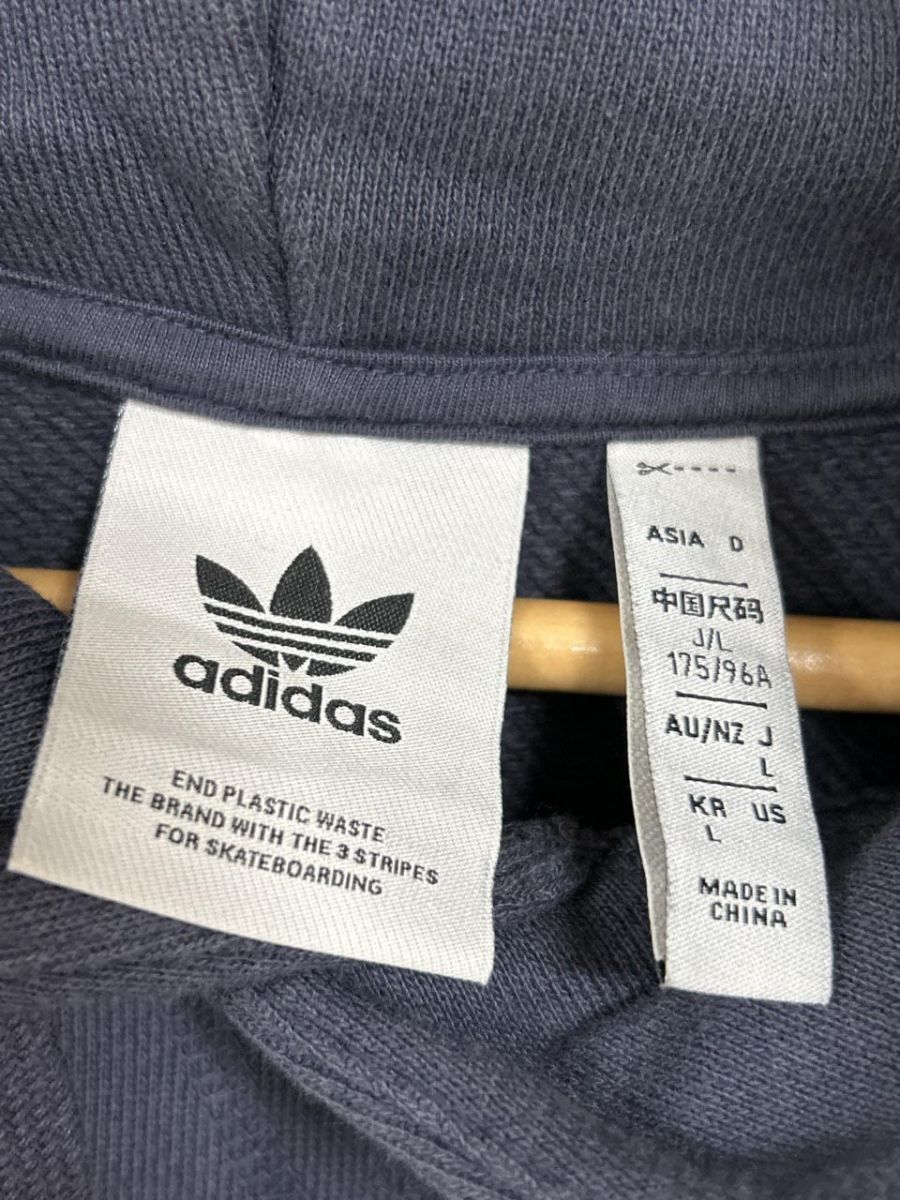 adidas
END PLASTIC WASTE
THE BRAND WITH THE 3 STRIPES
FOR SKATEBOARDING
ASIA D
中国尺码
J/L
175/96A
AU/NZ J
L
KR US
L
MADE IN
CHINA